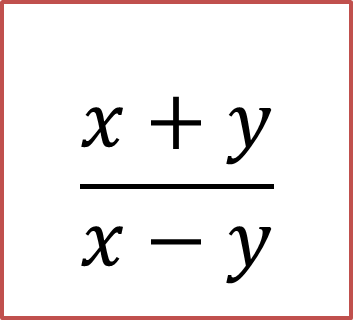 x + y
x − y